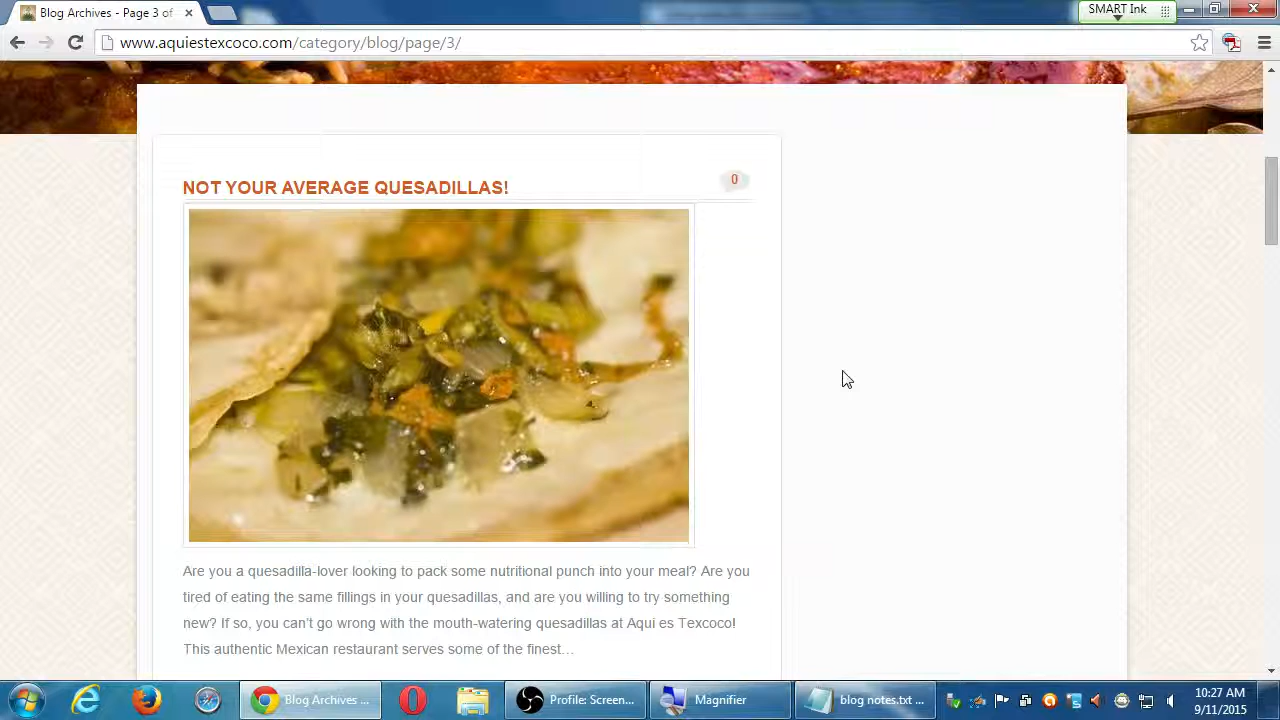 Blog Archives - Page 3 of
SMART Ink
www.aquiestexcoco.com/category/blog/page/3/
NOT YOUR AVERAGE QUESADILLAS!
0
Are you a quesadilla-lover looking to pack some nutritional punch into your meal? Are you
tired of eating the same fillings in your quesadillas, and are you willing to try something
new? If so, you can't go wrong with the mouth-watering quesadillas at Aqui es Texcoco!
This authentic Mexican restaurant serves some of the finest…
Blog Archives ...
Profile: Screen...
Magnifier
blog notes.txt ...
10:27 AM
9/11/2015